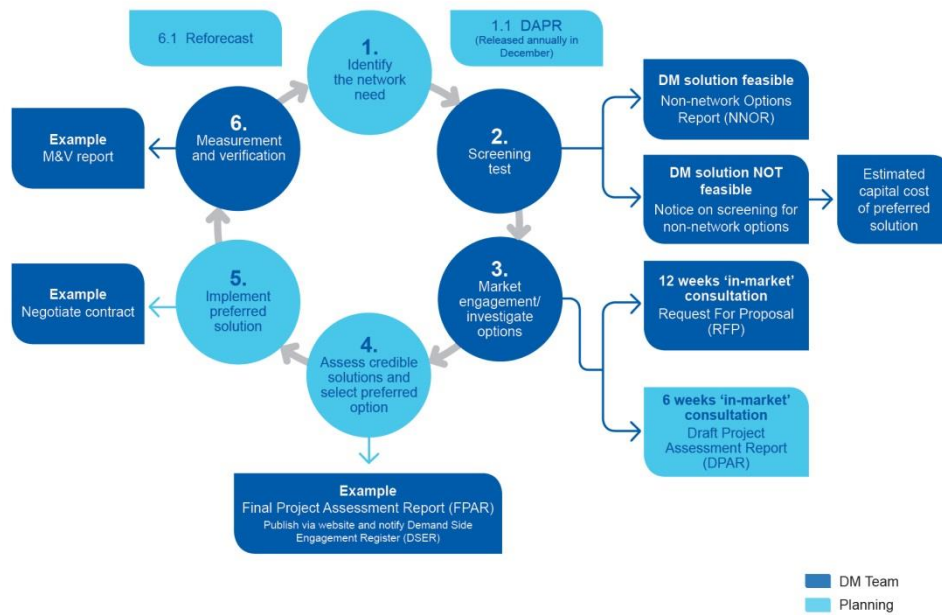 6.1 Reforecast
1.
Identify
the network
need
1.1 DAPR
(Released annually in
December)
2.
Screening
test
DM solution feasible
Non-network Options
Report (NNOR)
DM solution NOT
feasible
Notice on screening for
non-network options
Estimated
capital cost
of preferred
solution
3.
Market
engagement/
investigate
options
12 weeks ‘in-market’
consultation
Request For Proposal
(RFP)
6 weeks ‘in-market’
consultation
Draft Project
Assessment Report
(DPAR)
4.
Assess credible
solutions and
select preferred
option
Example
Final Project Assessment Report (FPAR)
Publish via website and notify Demand Side
Engagement Register (DSER)
5.
Implement
preferred
solution
Example
Negotiate contract
6.
Measurement
and verification
Example
M&V report
DM Team
Planning